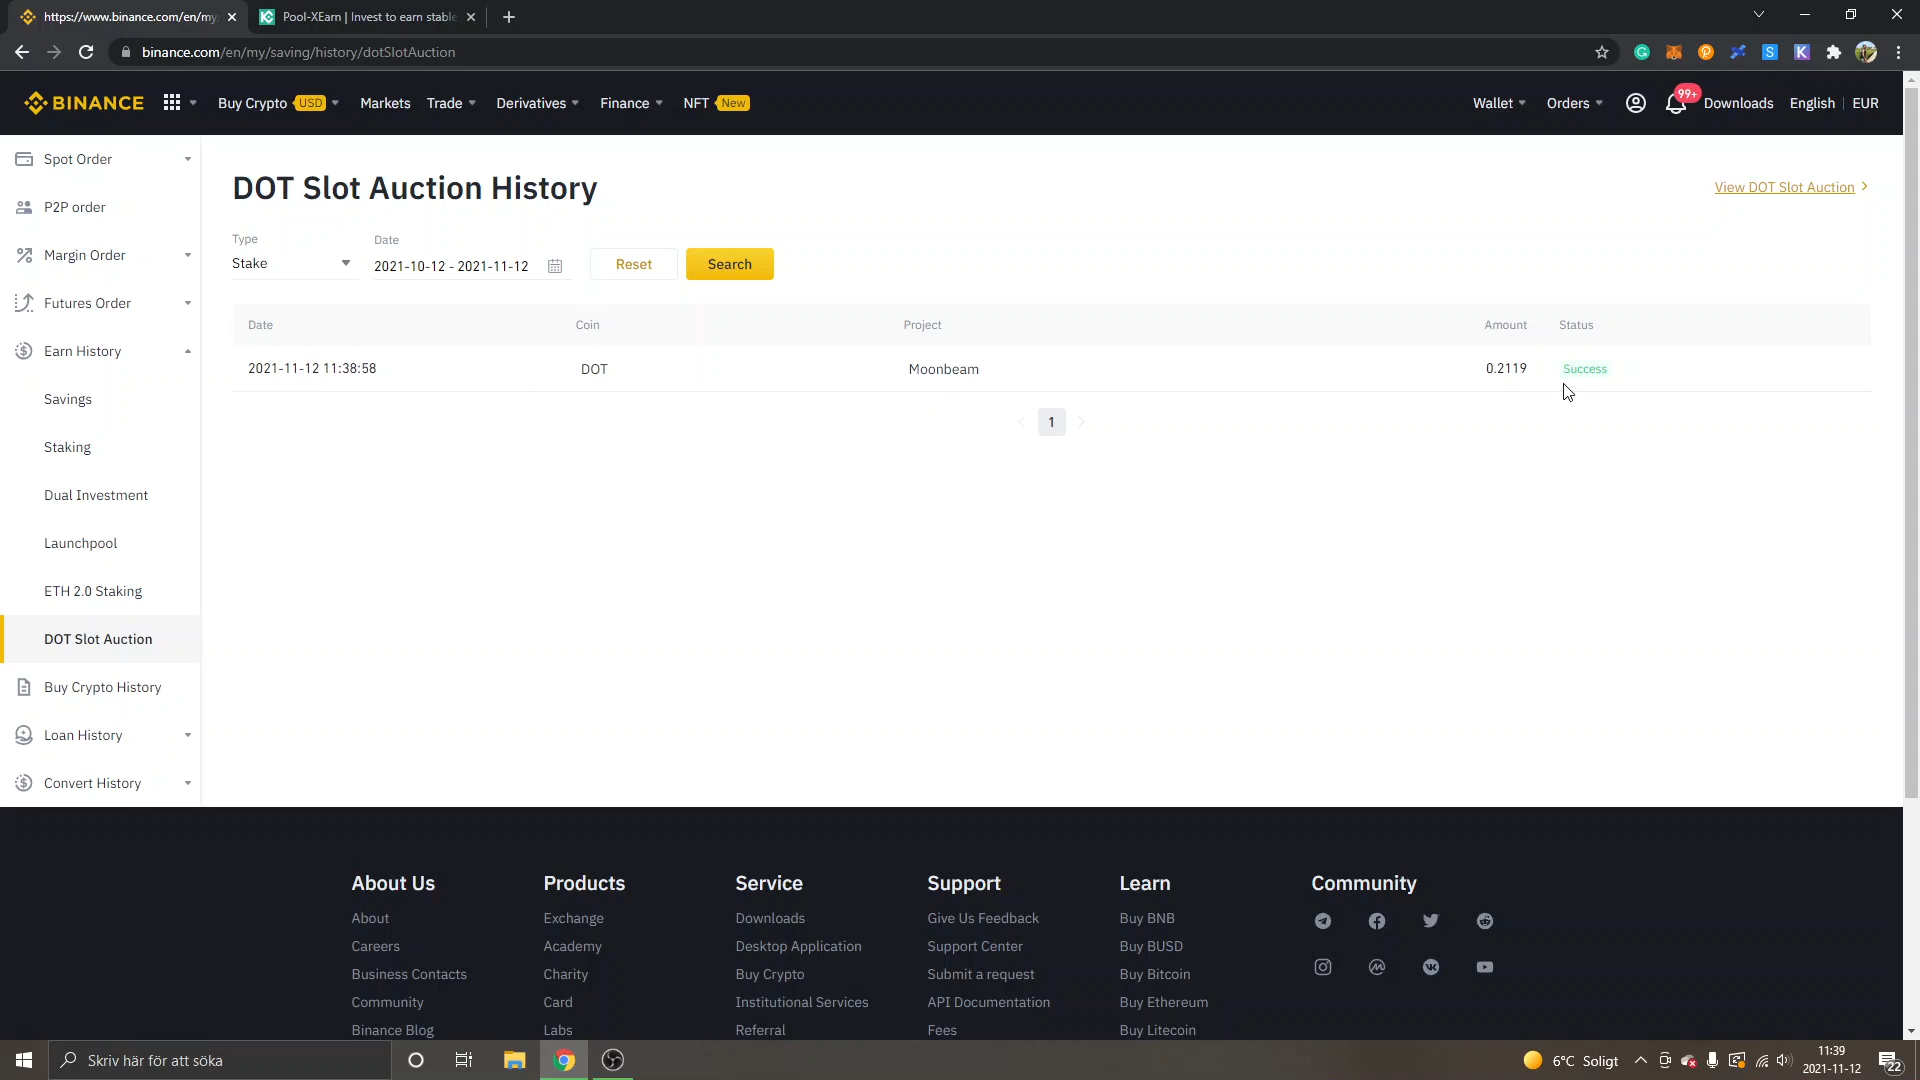 https://www.binance.com/en/my
Pool-XEarn | Invest to earn stable
binance.com/en/my/saving/history/dotSlotAuction
BINANCE
Buy Crypto USD
Markets
Trade
Derivatives
Finance
NFT New
Wallet
Orders
99+
Downloads
English
EUR
Spot Order
P2P order
Margin Order
Futures Order
Earn History
Savings
Staking
Dual Investment
Launchpool
ETH 2.0 Staking
DOT Slot Auction
Buy Crypto History
Loan History
Convert History
DOT Slot Auction History
View DOT Slot Auction
Type
Date
Stake
2021-10-12 - 2021-11-12
Reset
Search
Date Coin Project Amount Status
2021-11-12 11:38:58 DOT Moonbeam 0.2119 Success
1
About Us
About
Careers
Business Contacts
Community
Binance Blog
Products
Exchange
Academy
Charity
Card
Labs
Service
Downloads
Desktop Application
Buy Crypto
Institutional Services
Referral
Support
Give Us Feedback
Support Center
Submit a request
API Documentation
Fees
Learn
Buy BNB
Buy BUSD
Buy Bitcoin
Buy Ethereum
Buy Litecoin
Community
Skriv här för att söka
6°C Soligt
11:39
2021-11-12
22